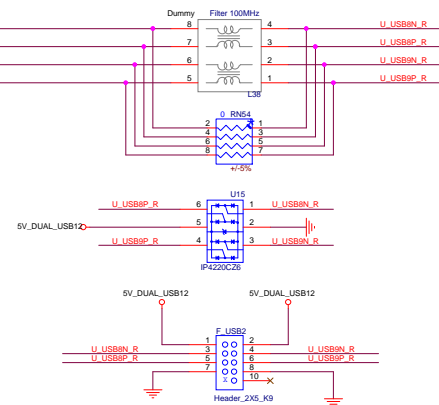 Dummy Filter 100MHz
8 4 U_USB8N_R
7 3 U_USB8P_R
6 2 U_USB9N_R
5 1 U_USB9P_R
L38
0 RN54
2 1
4 3
6 5
8 7
+/-5%
U15
U_USB8P_R 6 1 U_USB8N_R
5V_DUAL_USB12 5 2
U_USB9P_R 4 3 U_USB9N_R
IP4220CZ6
5V_DUAL_USB12 5V_DUAL_USB12
F_USB2
1 2
U_USB8N_R 3 4 U_USB9N_R
U_USB8P_R 5 6 U_USB9P_R
7 8
X 10
Header_2X5_K9